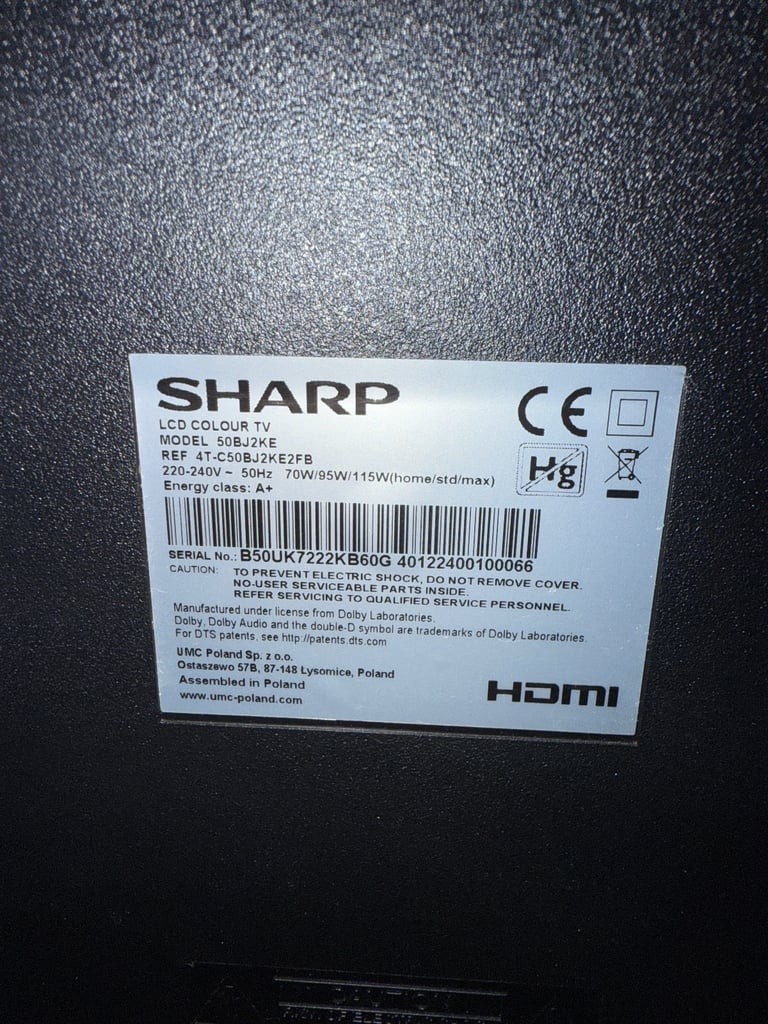 SHARP
LCD COLOUR TV
MODEL 50BJ2KE
REF 4T-C50BJ2KE2FB
220-240V ~ 50Hz 70W/95W/115W(home/std/max)
Energy class: A+
CE
Hg
SERIAL No.: B50UK7222KB60G 40122400100066
CAUTION: TO PREVENT ELECTRIC SHOCK, DO NOT REMOVE COVER.
NO-USER SERVICEABLE PARTS INSIDE.
REFER SERVICING TO QUALIFIED SERVICE PERSONNEL.
Manufactured under license from Dolby Laboratories.
Dolby, Dolby Audio and the double-D symbol are trademarks of Dolby Laboratories.
For DTS patents, see http://patents.dts.com
UMC Poland Sp. z o.o.
Ostaszewo 57B, 87-148 Łysomice, Poland
Assembled in Poland
www.umc-poland.com
HDMI
CAUTION